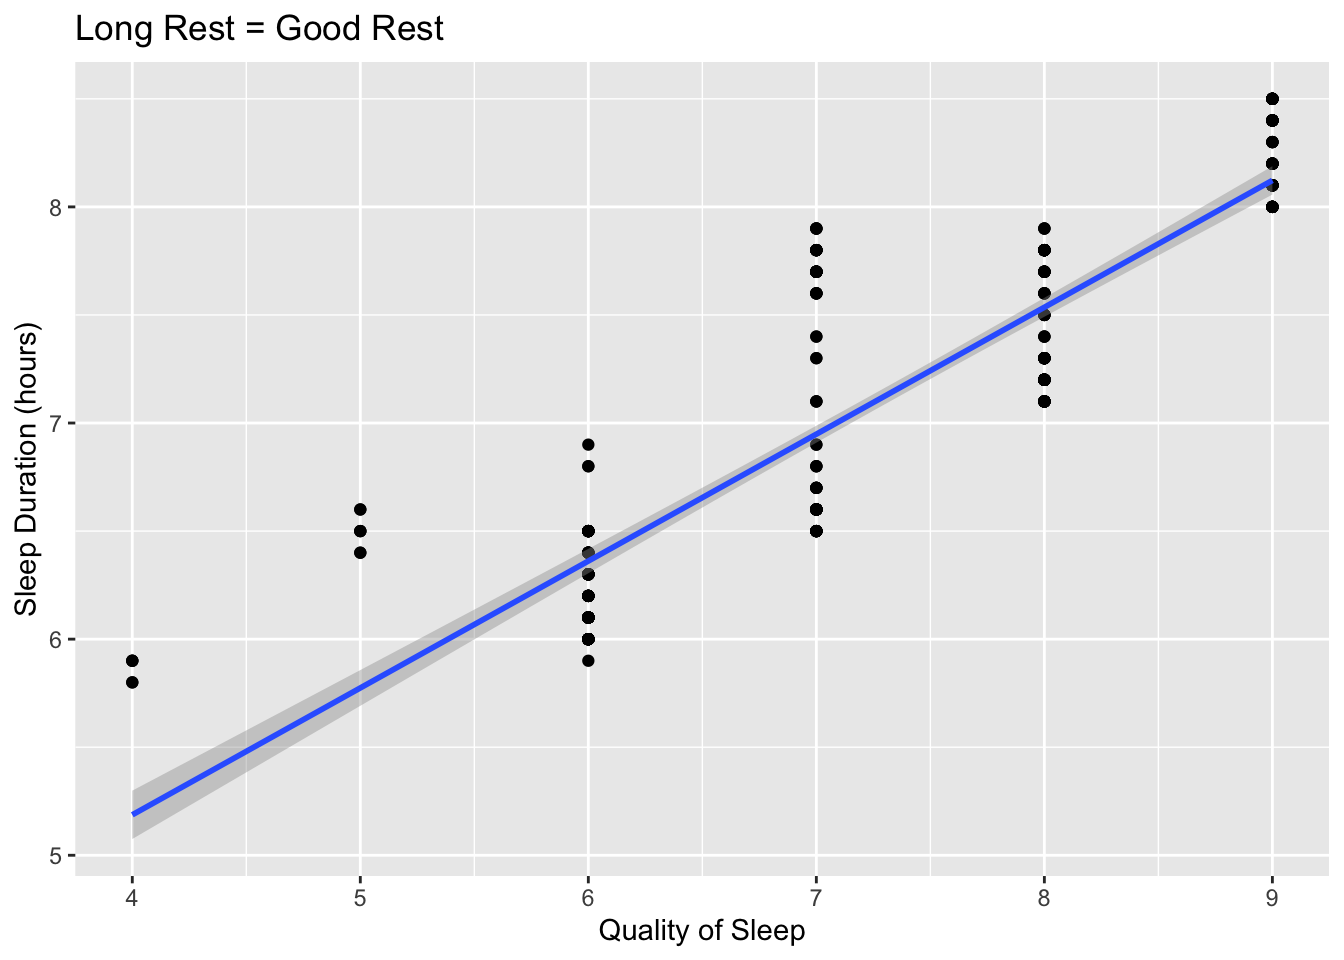 Long Rest = Good Rest
Sleep Duration (hours)
8
7
6
5
4 5 6 7 8 9
Quality of Sleep